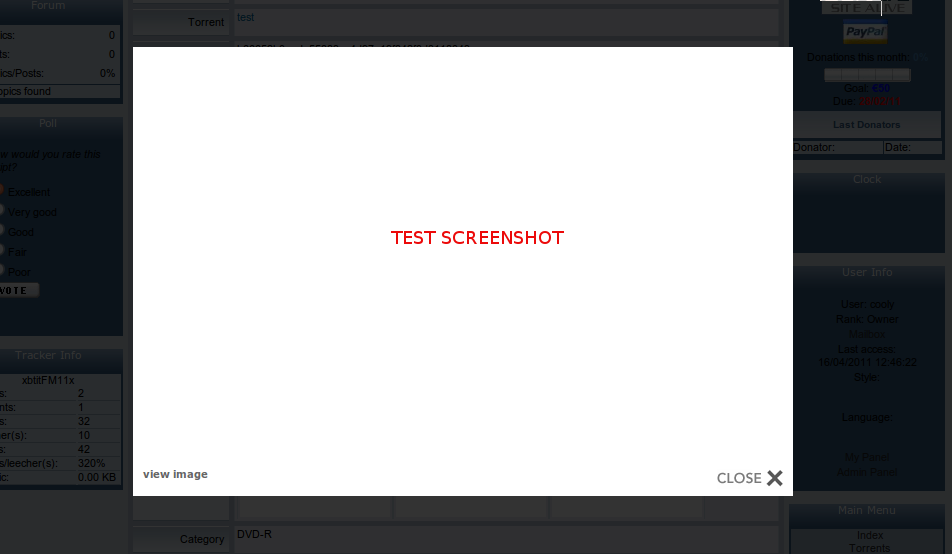 Forum
ics:
0
ts:
0
ics/Posts:
0%
opics found
Poll
w would you rate this
ipt?
Excellent
Very good
Good
Fair
Poor
VOTE
Tracker Info
xbtitFM11x
s:
2
nts:
1
s:
32
er(s):
10
s:
42
s/leecher(s):
320%
ic:
0.00 KB
Torrent
test
TEST SCREENSHOT
view image
CLOSE
Category
DVD-R
SITE ALIVE
PayPal
Donations this month: 0%
Goal: €50
Due:
Last Donators
Donator:
Date:
Clock
User Info
User: cooly
Rank: Owner
Mailbox
Last access:
16/04/2011 12:46:22
Style:
Language:
My Panel
Admin Panel
Main Menu
Index
Torrents